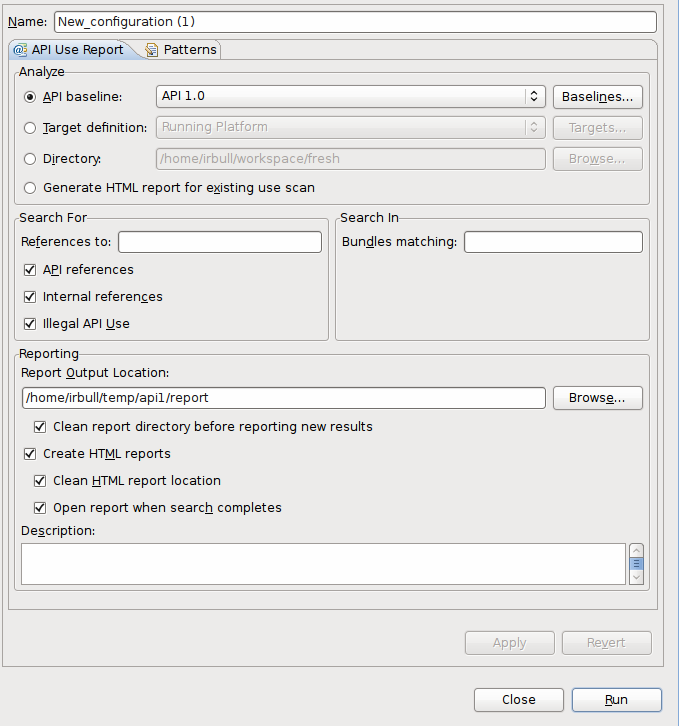 Name: New_configuration (1)
API Use Report Patterns
Analyze
API baseline: API 1.0 Baselines...
Target definition: Running Platform Targets...
Directory: /home/irbull/workspace/fresh Browse...
Generate HTML report for existing use scan
Search For
References to:
API references
Internal references
Illegal API Use
Search In
Bundles matching:
Reporting
Report Output Location:
/home/irbull/temp/api1/report Browse...
Clean report directory before reporting new results
Create HTML reports
Clean HTML report location
Open report when search completes
Description:
Apply Revert
Close Run